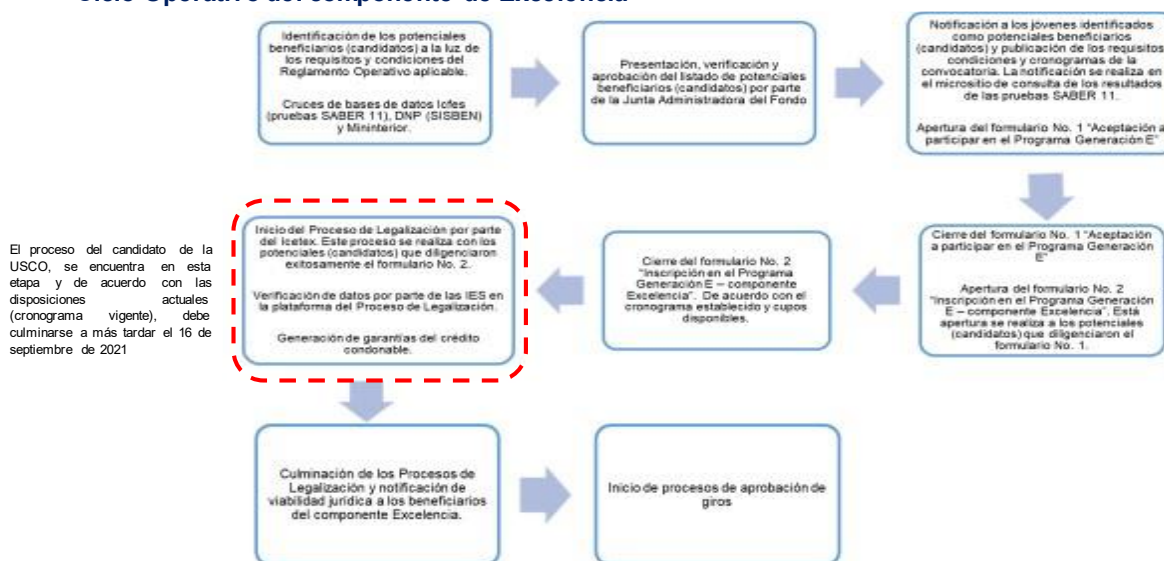 Ciclo Operativo del componente de Excelencia
Identificación de los potenciales
beneficiarios (candidatos) a la luz de
los requisitos y condiciones del
Reglamento Operativo aplicable.
Cruces de bases de datos Icfes
(pruebas SABER 11), DNP (SISBEN)
y Mininterior.
Presentación, verificación y
aprobación del listado de potenciales
beneficiarios (candidatos) por parte
de la Junta Administradora del Fondo
Notificación a los jóvenes identificados
como potenciales beneficiarios
(candidatos) y publicación de los requisitos
condiciones y cronogramas de la
convocatoria. La notificación se realiza en
el micrositio de consulta de los resultados
de las pruebas SABER 11.
Apertura del formulario No. 1 "Aceptación a
participar en el Programa Generación E"
Cierre del formulario No. 1 "Aceptación
a participar en el Programa Generación
E"
Apertura del formulario No. 2
"Inscripción en el Programa Generación
E – componente Excelencia". Está
apertura se realiza a los potenciales
(candidatos) que diligenciaron el
formulario No. 1.
Cierre del formulario No. 2
"Inscripción en el Programa
Generación E – componente
Excelencia". De acuerdo con el
cronograma establecido y cupos
disponibles.
Inicio del Proceso de Legalización por parte
del Icetex. Este proceso se realiza con los
potenciales (candidatos) que diligenciaron
exitosamente el formulario No. 2.
Verificación de datos por parte de las IES en
la plataforma del Proceso de Legalización.
Generación de garantías del crédito
condonable.
El proceso del candidato de la
USCO, se encuentra en esta
etapa y de acuerdo con las
disposiciones actuales
(cronograma vigente), debe
culminarse a más tardar el 16 de
septiembre de 2021
Culminación de los Procesos de
Legalización y notificación de
viabilidad jurídica a los beneficiarios
del componente Excelencia.
Inicio de procesos de aprobación de
giros